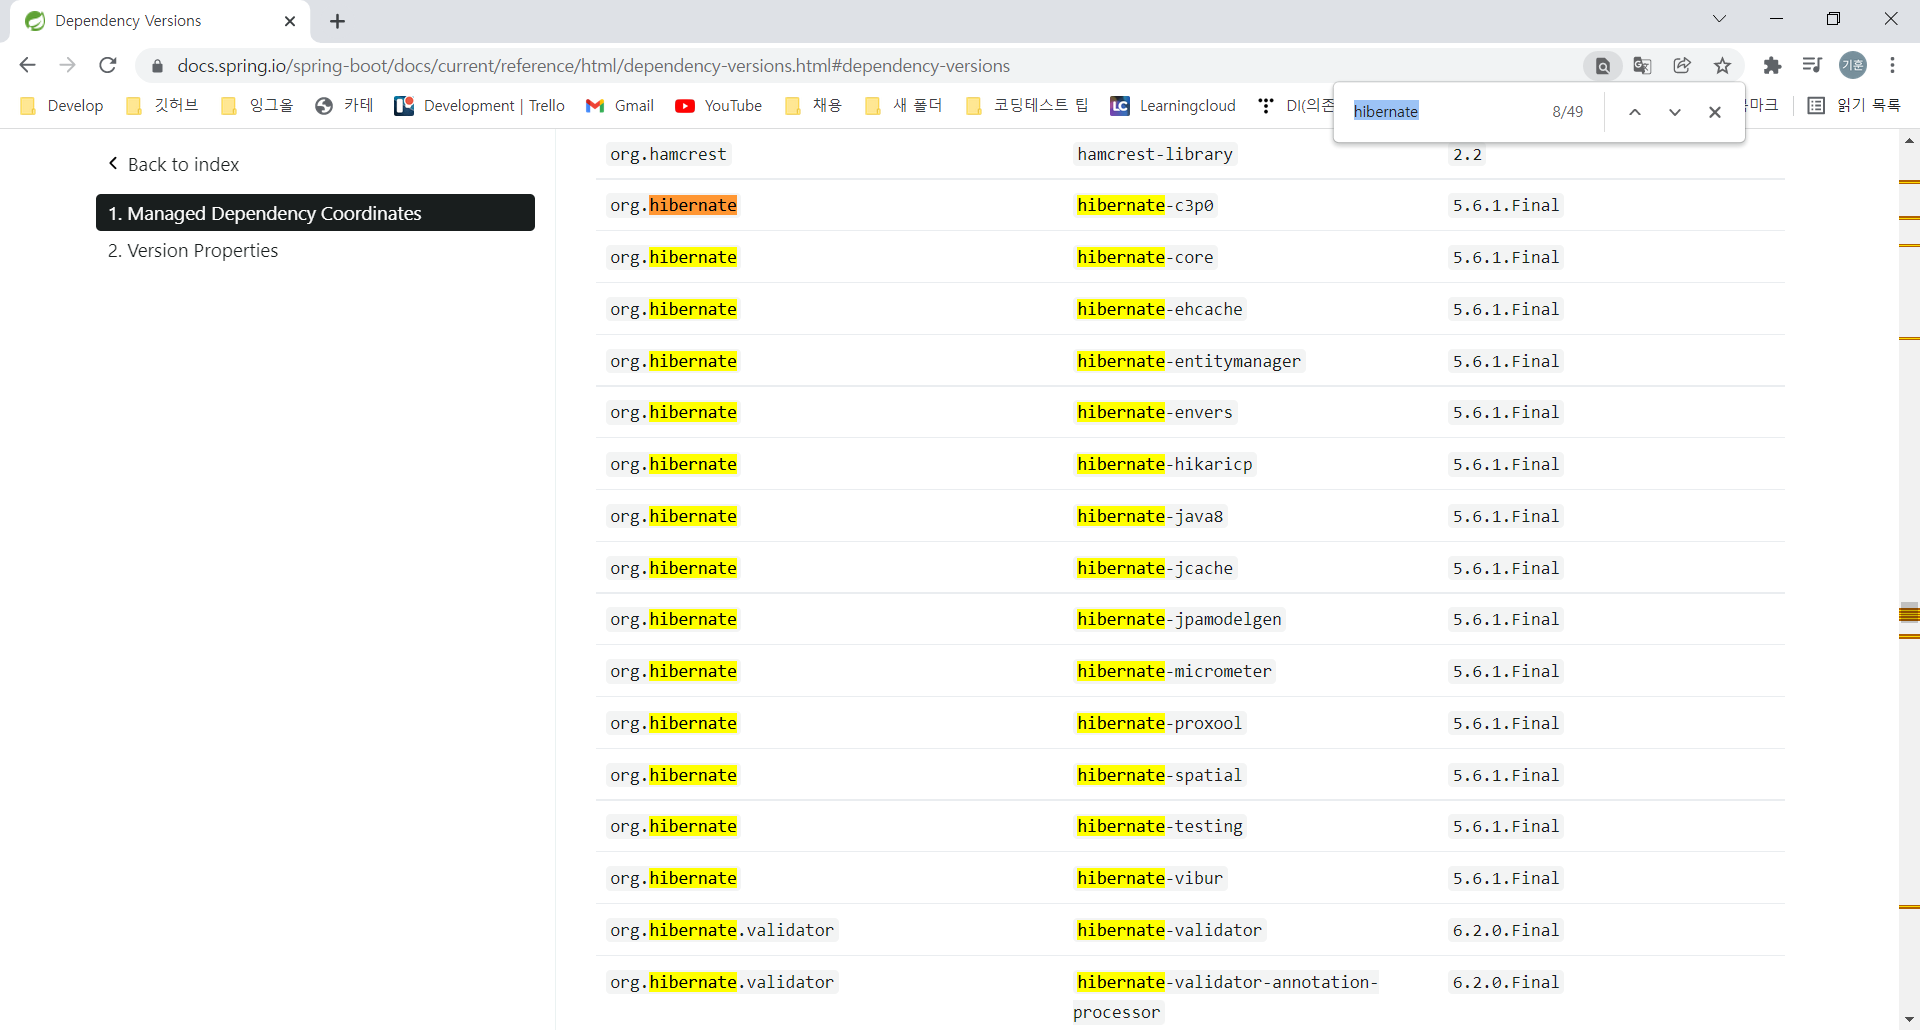 Dependency Versions
docs.spring.io/spring-boot/docs/current/reference/html/dependency-versions.html#dependency-versions
기훈
Develop 깃허브 잉그올 카테 Development | Trello Gmail YouTube 채용 새 폴더 코딩테스트 팁 LC Learningcloud DI(의존 마크 읽기 목록
hibernate 8/49
Back to index
1. Managed Dependency Coordinates
2. Version Properties
org.hamcrest hamcrest-library 2.2
org.hibernate hibernate-c3p0 5.6.1.Final
org.hibernate hibernate-core 5.6.1.Final
org.hibernate hibernate-ehcache 5.6.1.Final
org.hibernate hibernate-entitymanager 5.6.1.Final
org.hibernate hibernate-envers 5.6.1.Final
org.hibernate hibernate-hikaricp 5.6.1.Final
org.hibernate hibernate-java8 5.6.1.Final
org.hibernate hibernate-jcache 5.6.1.Final
org.hibernate hibernate-jpamodelgen 5.6.1.Final
org.hibernate hibernate-micrometer 5.6.1.Final
org.hibernate hibernate-proxool 5.6.1.Final
org.hibernate hibernate-spatial 5.6.1.Final
org.hibernate hibernate-testing 5.6.1.Final
org.hibernate hibernate-vibur 5.6.1.Final
org.hibernate.validator hibernate-validator 6.2.0.Final
org.hibernate.validator hibernate-validator-annotation- 6.2.0.Final
processor